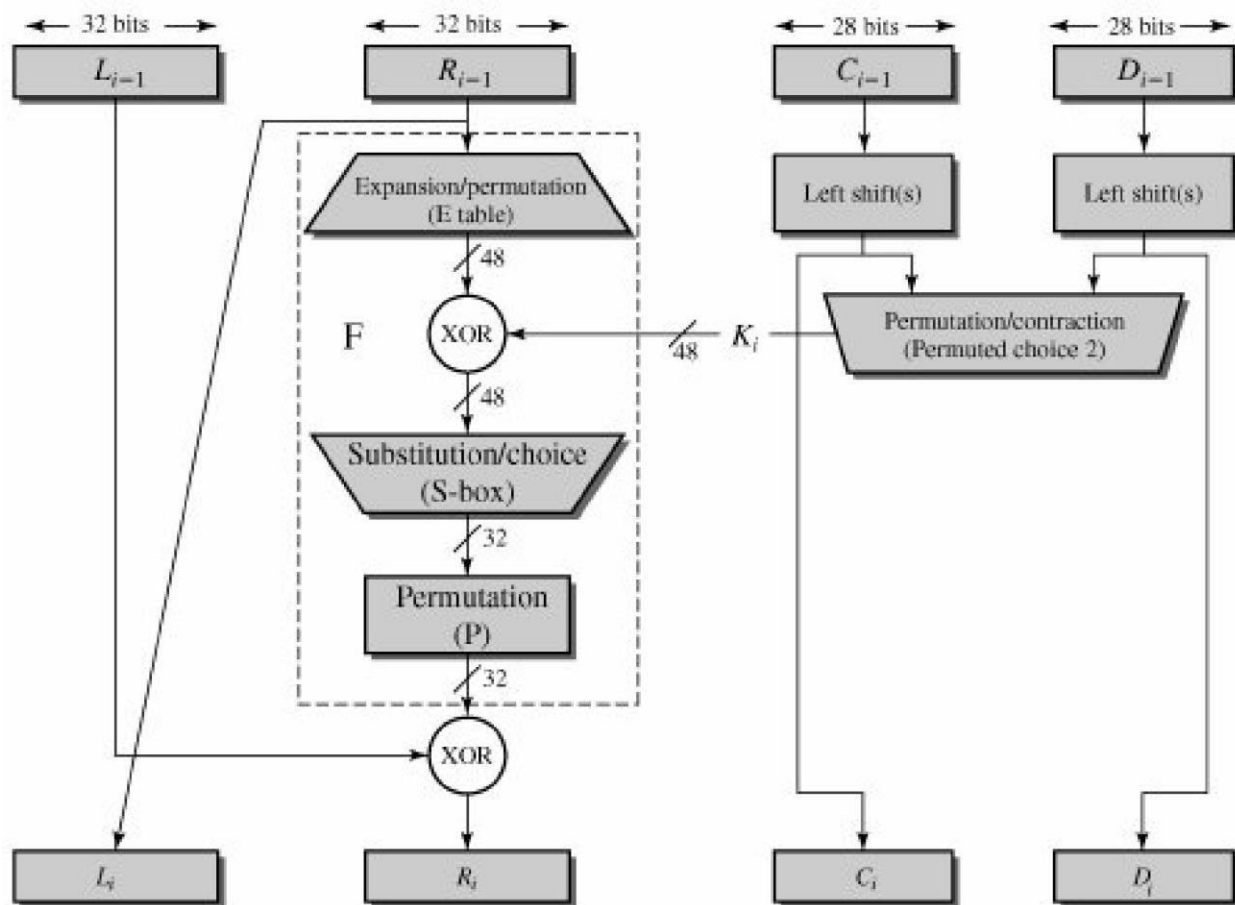 32 bits
32 bits
28 bits
28 bits
L_{i−1}
R_{i−1}
C_{i−1}
D_{i−1}
Expansion/permutation
(E table)
Left shift(s)
Left shift(s)
48
F
XOR
48
K_i
Permutation/contraction
(Permuted choice 2)
48
Substitution/choice
(S-box)
32
Permutation
(P)
32
XOR
L_i
R_i
C_i
D_i